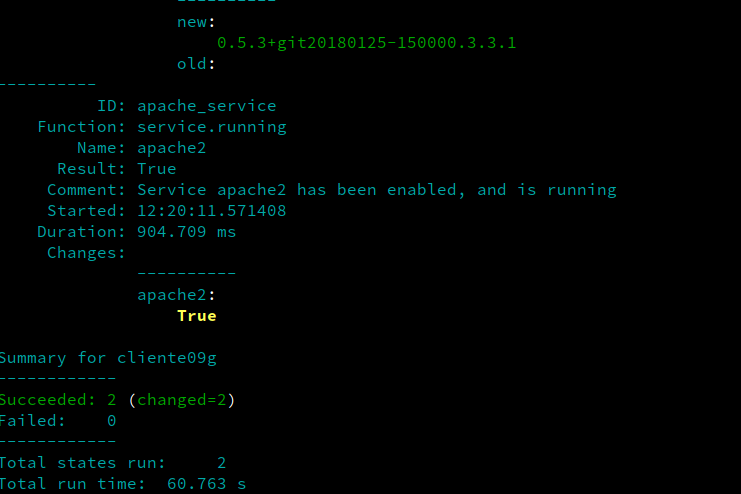 ----------
new:
0.5.3+git20180125-150000.3.3.1
old:
----------
ID: apache_service
Function: service.running
Name: apache2
Result: True
Comment: Service apache2 has been enabled, and is running
Started: 12:20:11.571408
Duration: 904.709 ms
Changes:
----------
apache2:
True
Summary for cliente09g
------------
Succeeded: 2 (changed=2)
Failed:    0
------------
Total states run:     2
Total run time:  60.763 s